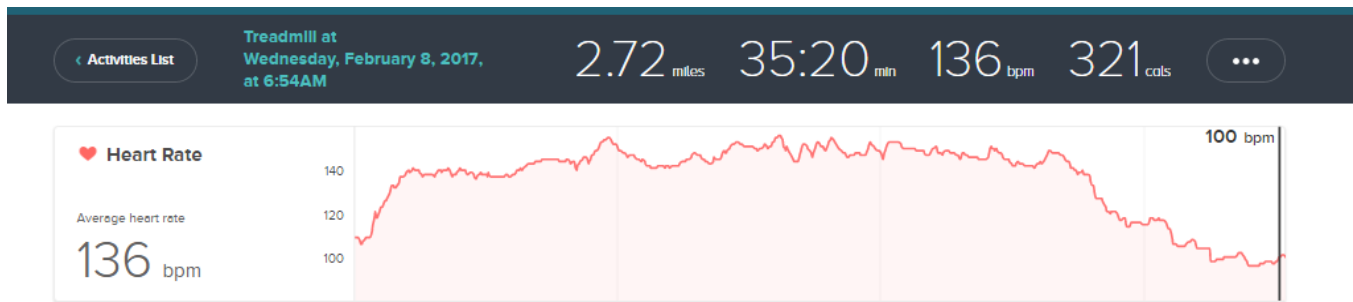 ‹ Activities List
Treadmill at
Wednesday, February 8, 2017,
at 6:54AM
2.72 miles
35:20 min
136 bpm
321 cals
•••
Heart Rate
100 bpm
140
120
100
Average heart rate
136 bpm